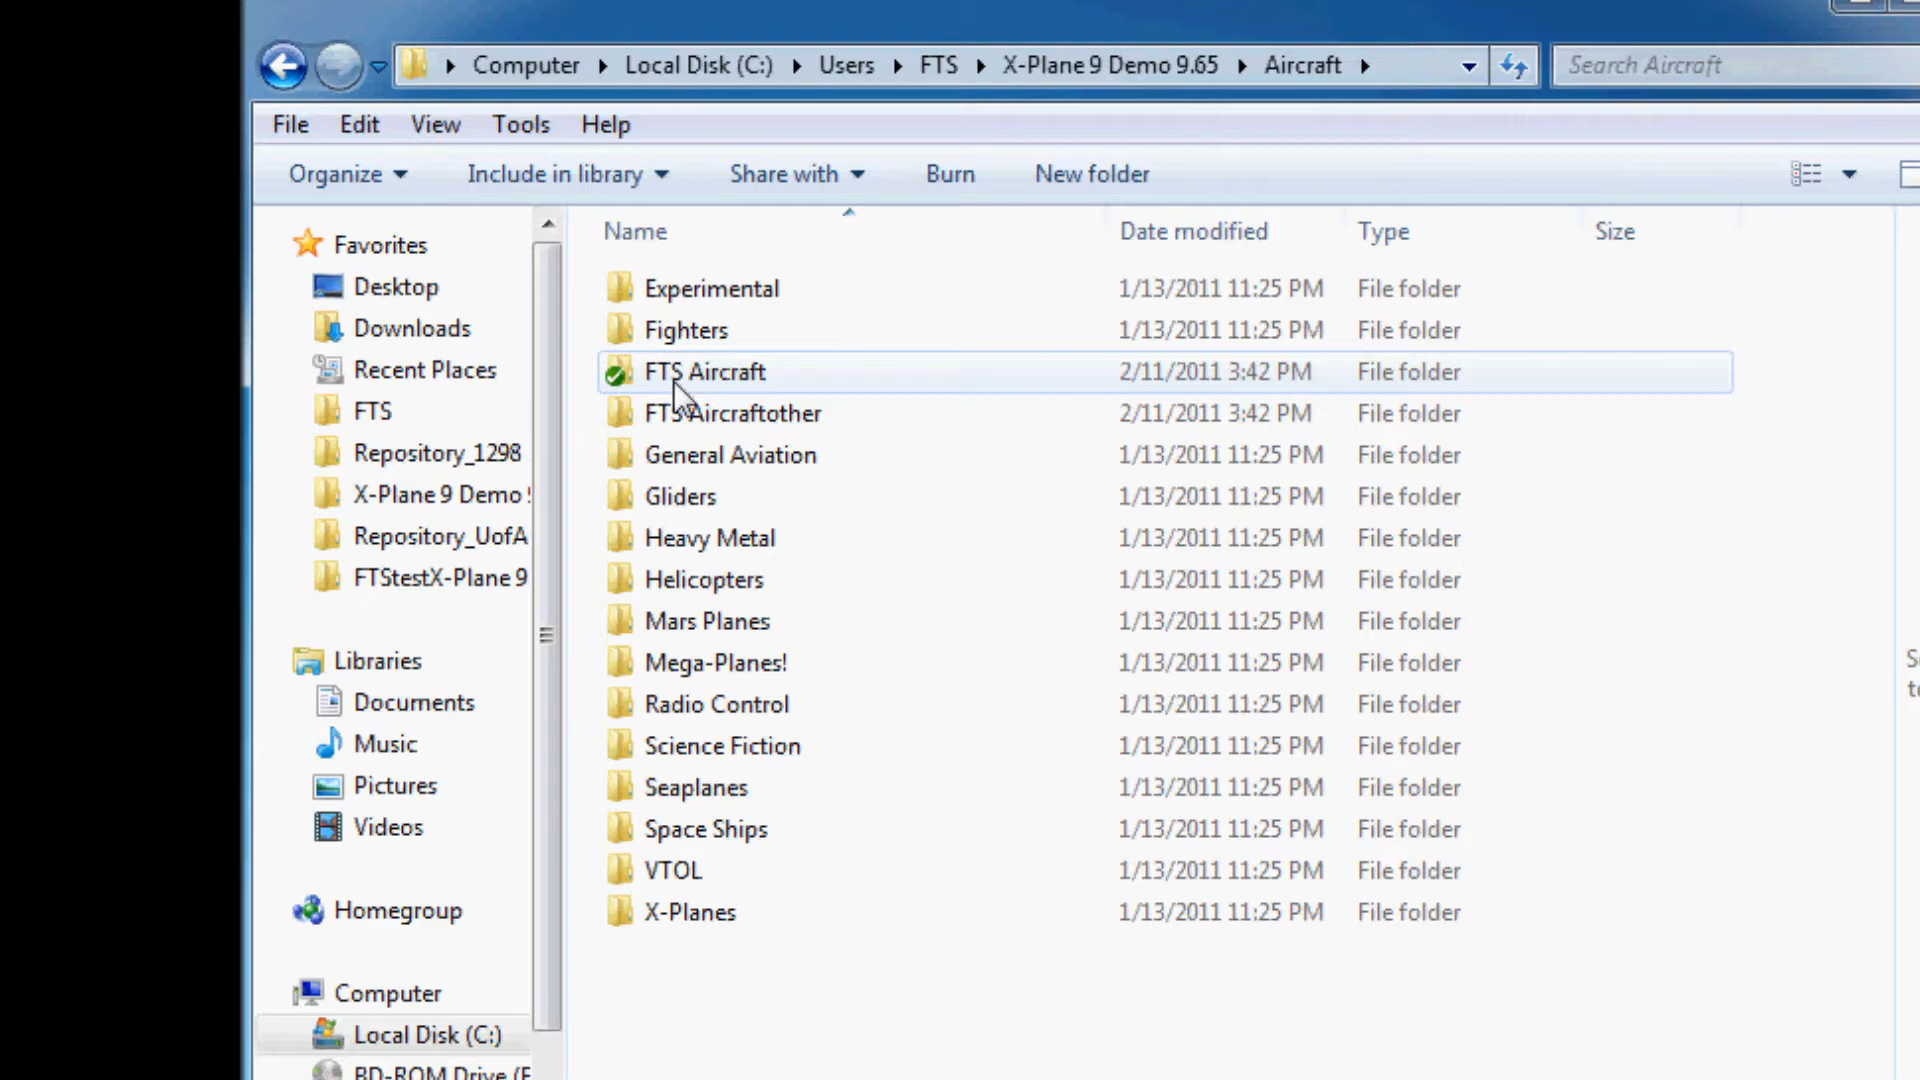 Computer Local Disk (C:) Users FTS X-Plane 9 Demo 9.65 Aircraft Search Aircraft
File Edit View Tools Help
Organize Include in library Share with Burn New folder
Name Date modified Type Size
Favorites
Desktop
Downloads
Recent Places
FTS
Repository_1298
X-Plane 9 Demo
Repository_UofA
FTStestX-Plane 9
Libraries
Documents
Music
Pictures
Videos
Homegroup
Computer
Local Disk (C:)
BD-ROM Drive
Experimental 1/13/2011 11:25 PM File folder
Fighters 1/13/2011 11:25 PM File folder
FTS Aircraft 2/11/2011 3:42 PM File folder
FTS Aircraftother 2/11/2011 3:42 PM File folder
General Aviation 1/13/2011 11:25 PM File folder
Gliders 1/13/2011 11:25 PM File folder
Heavy Metal 1/13/2011 11:25 PM File folder
Helicopters 1/13/2011 11:25 PM File folder
Mars Planes 1/13/2011 11:25 PM File folder
Mega-Planes! 1/13/2011 11:25 PM File folder
Radio Control 1/13/2011 11:25 PM File folder
Science Fiction 1/13/2011 11:25 PM File folder
Seaplanes 1/13/2011 11:25 PM File folder
Space Ships 1/13/2011 11:25 PM File folder
VTOL 1/13/2011 11:25 PM File folder
X-Planes 1/13/2011 11:25 PM File folder